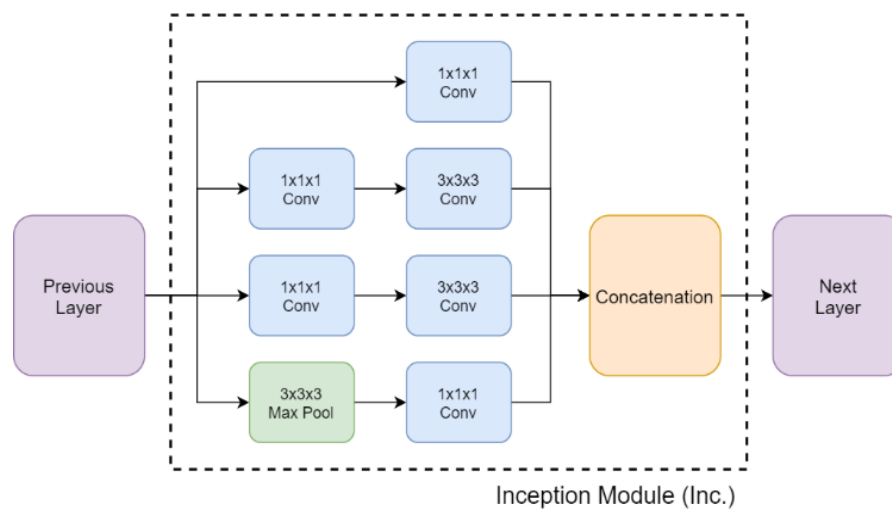 1x1x1
Conv
1x1x1
Conv
3x3x3
Conv
Previous
Layer
1x1x1
Conv
3x3x3
Conv
Concatenation
Next
Layer
3x3x3
Max Pool
1x1x1
Conv
Inception Module (Inc.)